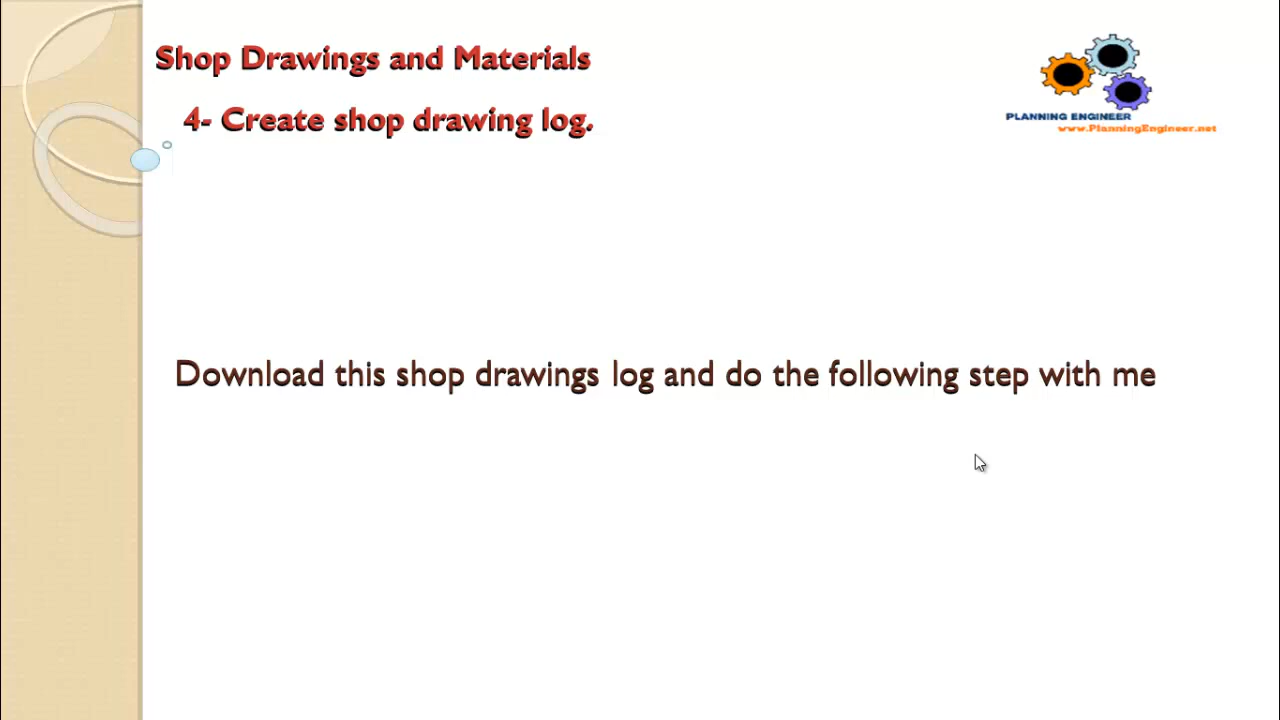 Shop Drawings and Materials
4- Create shop drawing log.
PLANNING ENGINEER
www.PlanningEngineer.net
Download this shop drawings log and do the following step with me